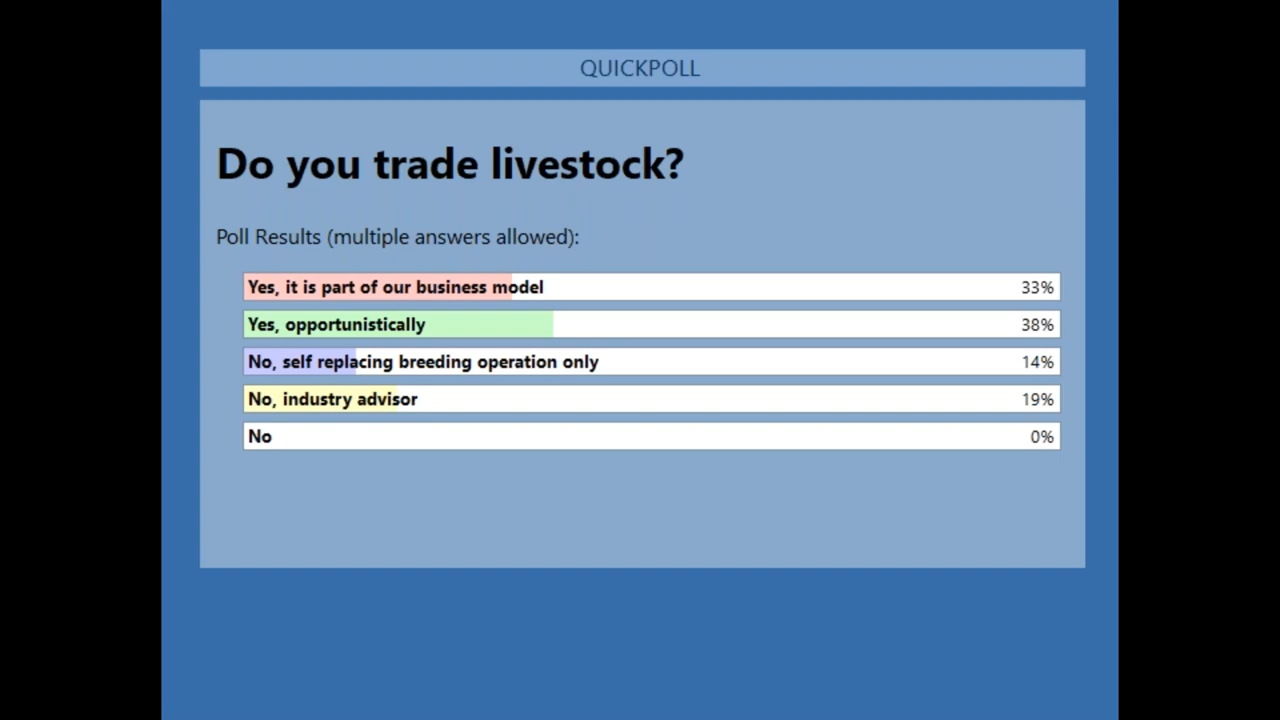 QUICKPOLL
Do you trade livestock?
Poll Results (multiple answers allowed):
Yes, it is part of our business model 33%
Yes, opportunistically 38%
No, self replacing breeding operation only 14%
No, industry advisor 19%
No 0%